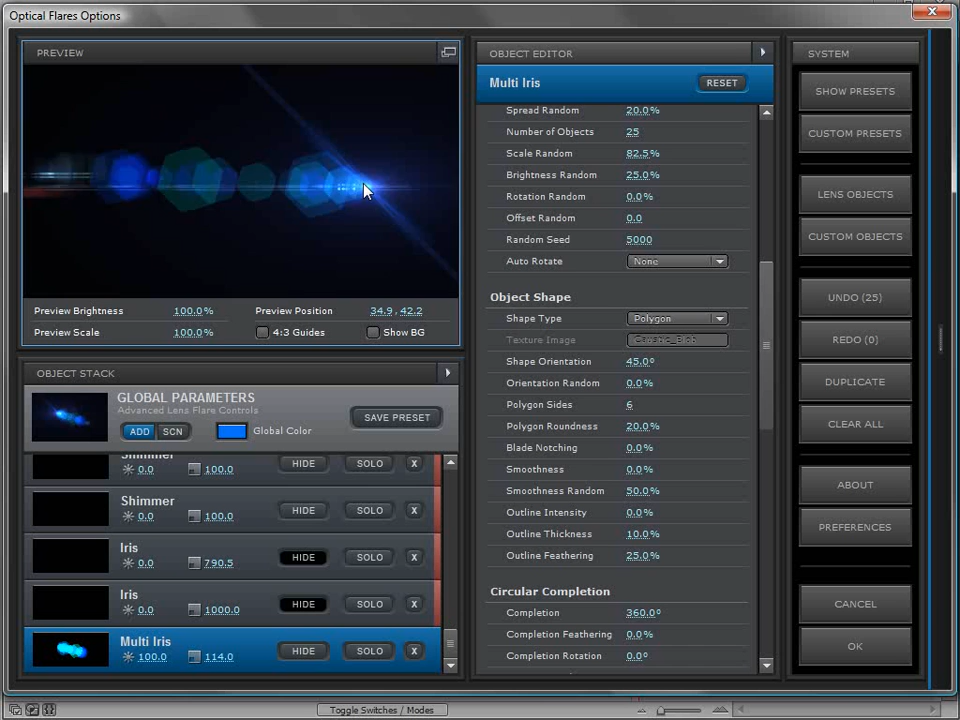 Optical Flares Options
PREVIEW
Preview Brightness 100.0% Preview Position 34.9 , 42.2
Preview Scale 100.0% 4:3 Guides Show BG
OBJECT STACK
GLOBAL PARAMETERS
Advanced Lens Flare Controls
SAVE PRESET
ADD SCN Global Color
Shimmer
0.0 100.0 HIDE SOLO X
Shimmer
0.0 100.0 HIDE SOLO X
Iris
0.0 790.5 HIDE SOLO X
Iris
0.0 1000.0 HIDE SOLO X
Multi Iris
100.0 114.0 HIDE SOLO X
OBJECT EDITOR
Multi Iris RESET
Spread Random 20.0%
Number of Objects 25
Scale Random 82.5%
Brightness Random 25.0%
Rotation Random 0.0%
Offset Random 0.0
Random Seed 5000
Auto Rotate None
Object Shape
Shape Type Polygon
Texture Image Caustic_Blob
Shape Orientation 45.0º
Orientation Random 0.0%
Polygon Sides 6
Polygon Roundness 20.0%
Blade Notching 0.0%
Smoothness 0.0%
Smoothness Random 50.0%
Outline Intensity 0.0%
Outline Thickness 10.0%
Outline Feathering 25.0%
Circular Completion
Completion 360.0º
Completion Feathering 0.0%
Completion Rotation 0.0º
SYSTEM
SHOW PRESETS
CUSTOM PRESETS
LENS OBJECTS
CUSTOM OBJECTS
UNDO (25)
REDO (0)
DUPLICATE
CLEAR ALL
ABOUT
PREFERENCES
CANCEL
OK
Toggle Switches / Modes